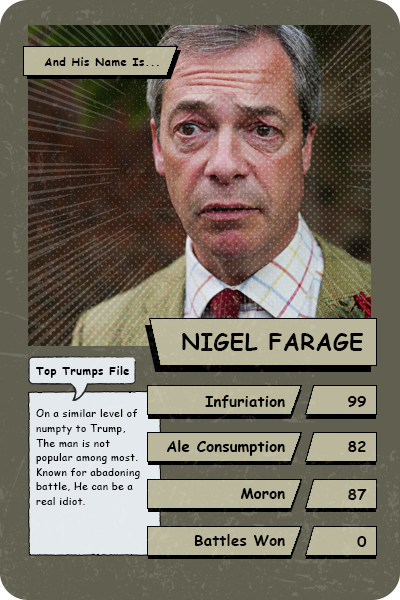 And His Name Is...
NIGEL FARAGE
Top Trumps File
On a similar level of
numpty to Trump,
The man is not
popular among most.
Known for abadoning
battle, He can be a
real idiot.
Infuriation 99
Ale Consumption 82
Moron 87
Battles Won 0